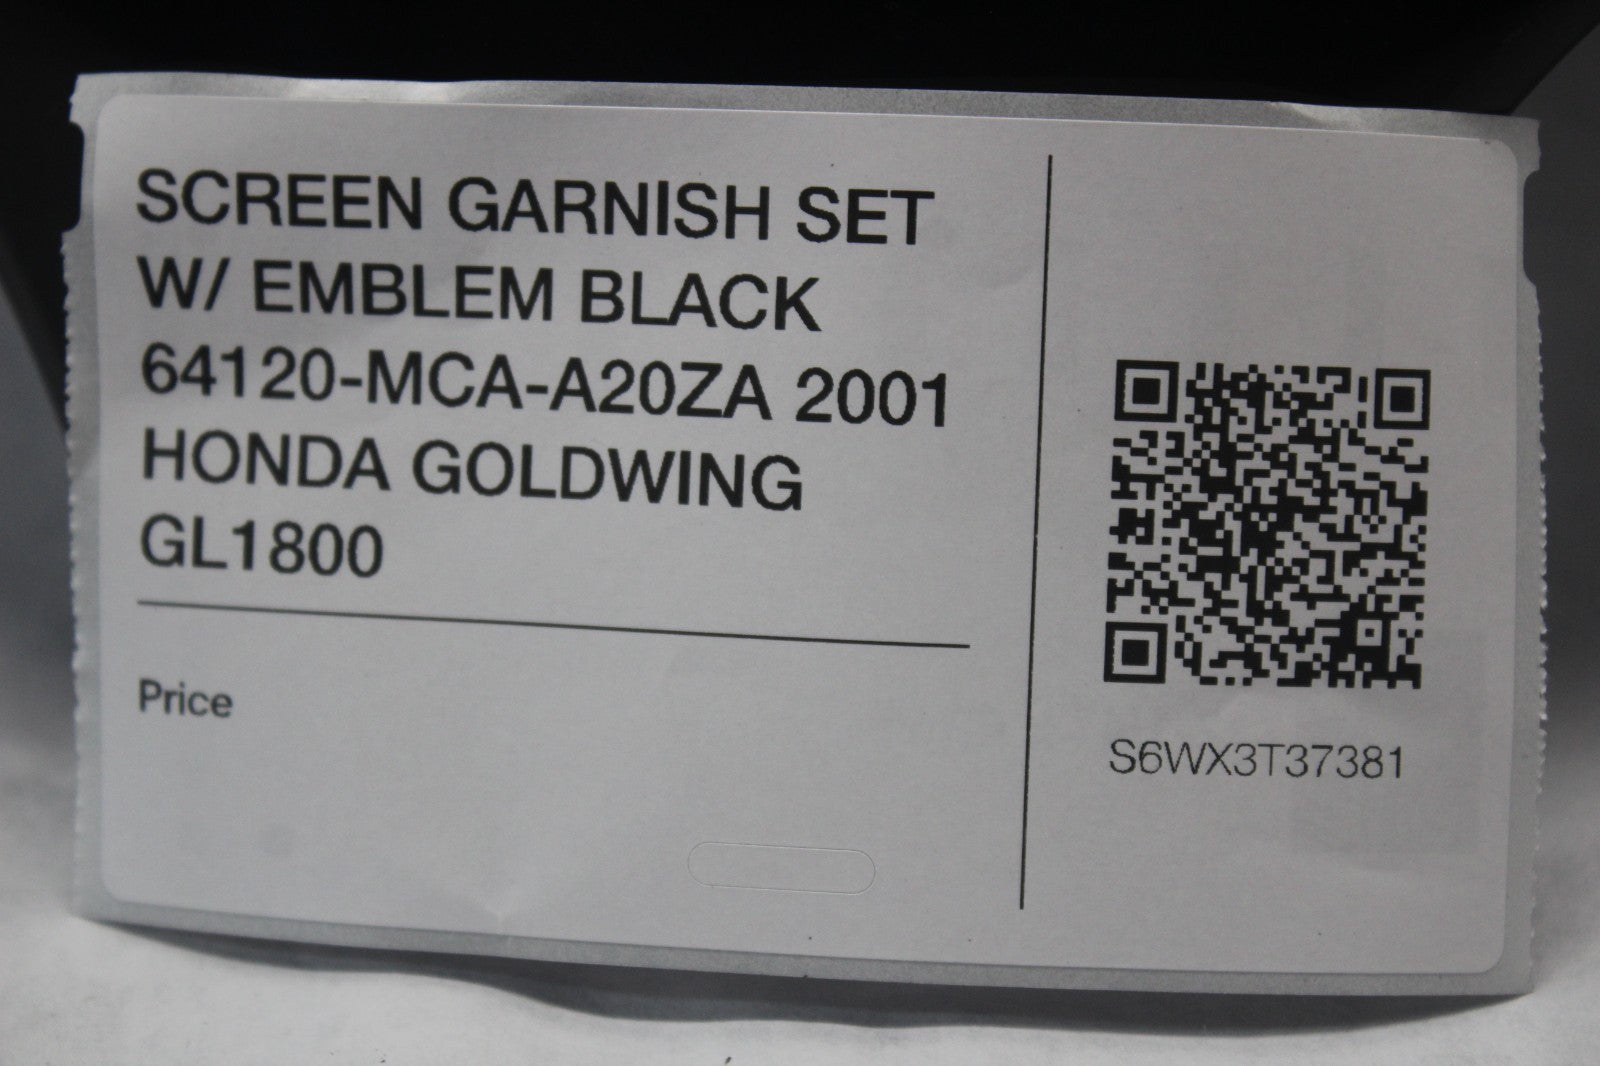 SCREEN GARNISH SET
W/ EMBLEM BLACK
64120-MCA-A20ZA 2001
HONDA GOLDWING
GL1800
Price
S6WX3T37381